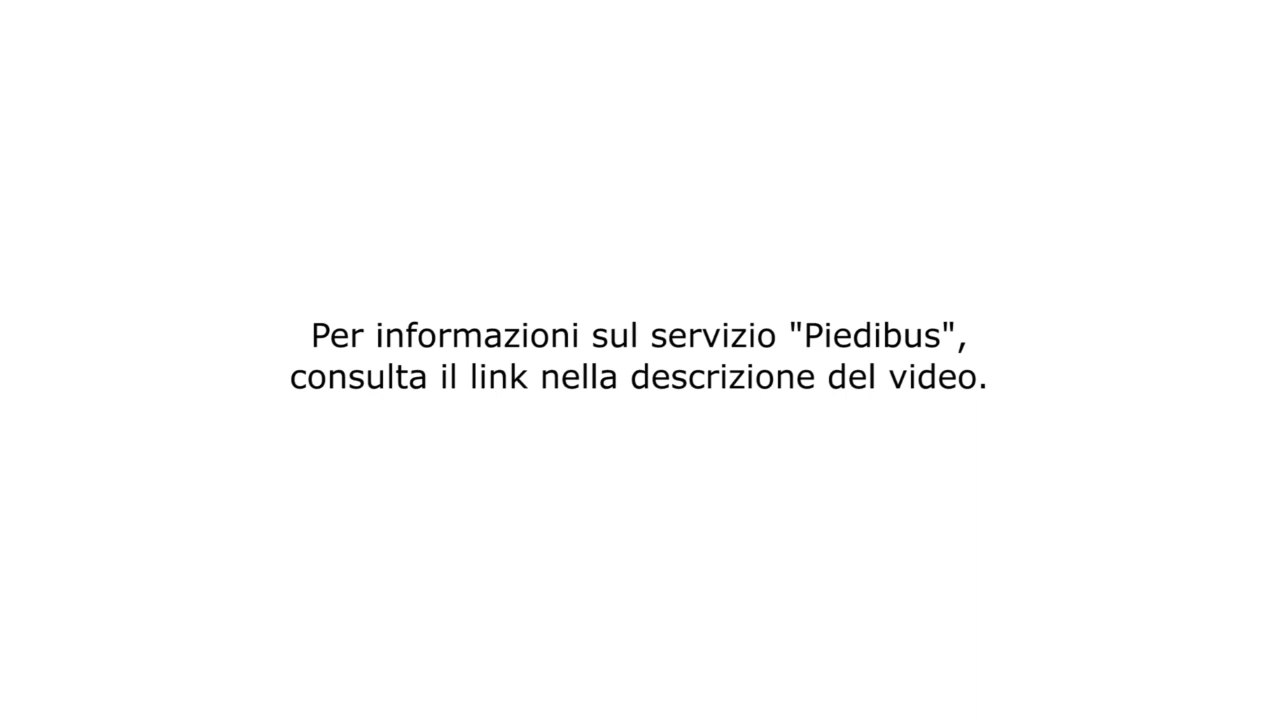 Per informazioni sul servizio "Piedibus",
consulta il link nella descrizione del video.